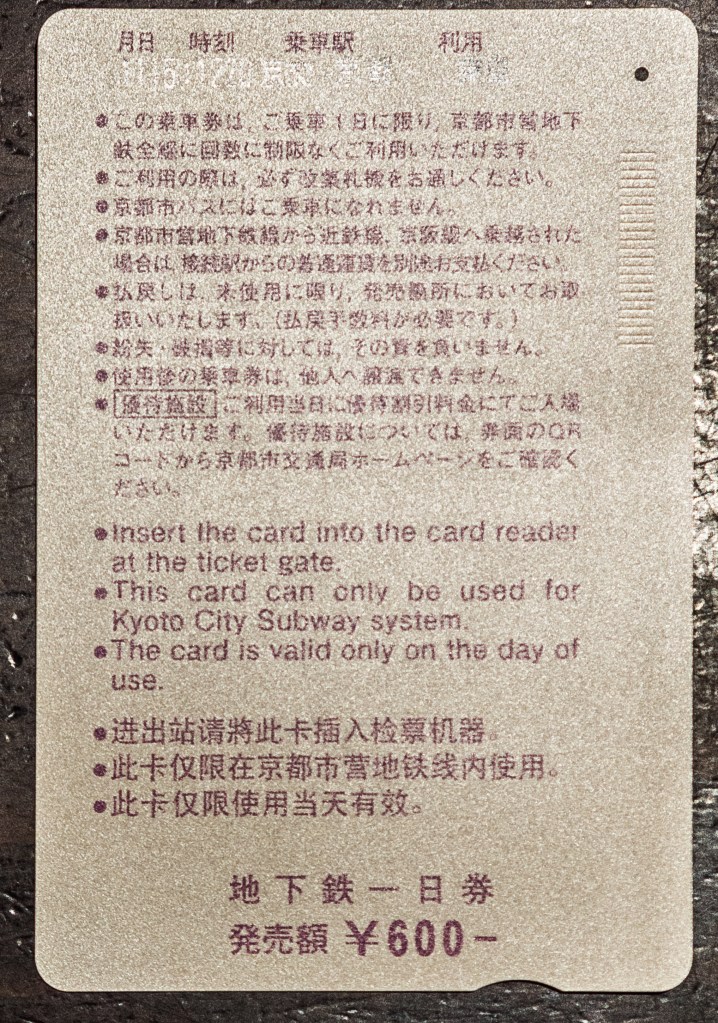 月日 時刻 乗車駅 利用
●この乗車券は、ご乗車1日に限り、京都市営地下
鉄全線に回数に制限なくご利用いただけます。
●ご利用の際は、必ず改集札機をお通しください。
●京都市バスにはご乗車になれません。
●京都市営地下鉄線から近鉄線、京阪線へ乗越された
場合は、接続駅からの普通運賃を別途お支払ください。
●払戻しは、未使用に限り、発売箇所においてお取
扱いいたします。(払戻手数料が必要です。)
●紛失・破損等に対しては、その責を負いません。
●使用後の乗車券は、他人へ譲渡できません。
●優待施設 ご利用当日に優待割引料金にてご入場
いただけます。優待施設については、券面のQR
コードから京都市交通局ホームページをご確認く
ださい。
●Insert the card into the card reader
at the ticket gate.
●This card can only be used for
Kyoto City Subway system.
●The card is valid only on the day of
use.
●进出站请將此卡插入检票机器。
●此卡仅限在京都市营地铁线内使用。
●此卡仅限使用当天有效。
地下鉄一日券
発売額 ¥600-